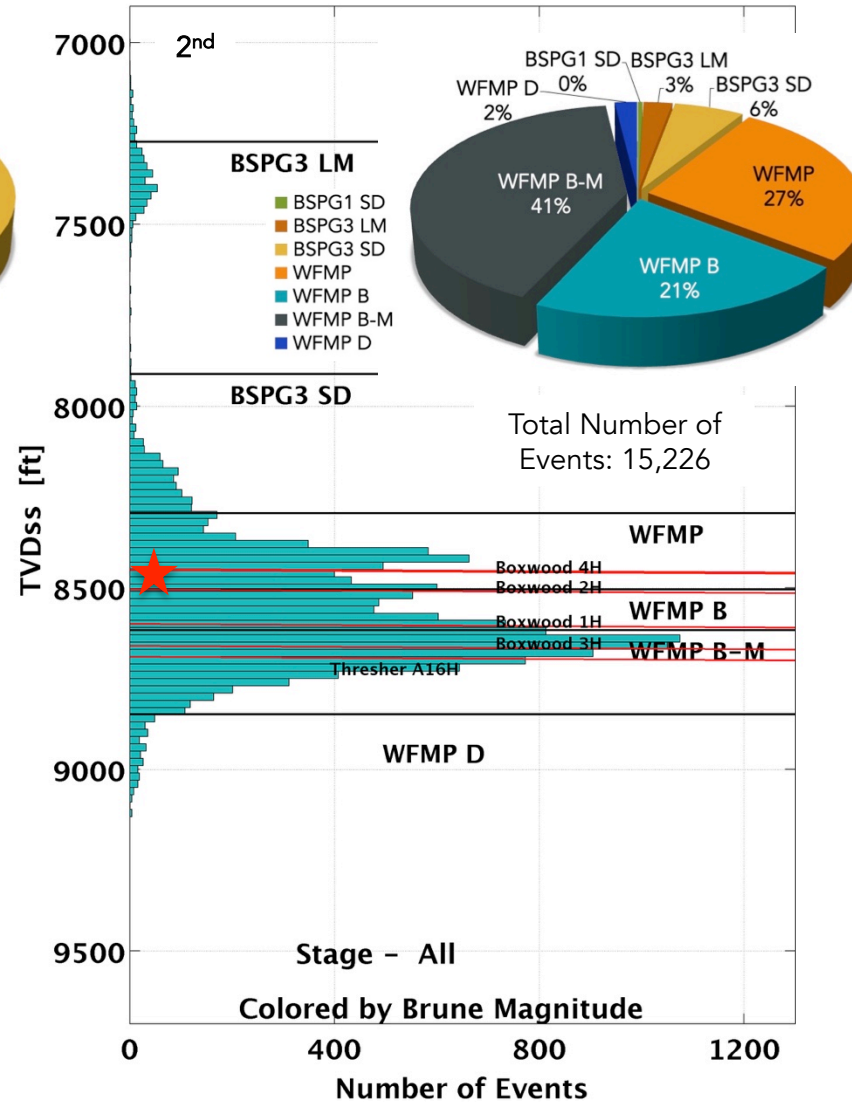 2nd
7000
7500
8000
8500
9000
9500
TVDss [ft]
BSPG3 LM
BSPG1 SD
BSPG3 LM
BSPG3 SD
WFMP
WFMP B
WFMP B-M
WFMP D
BSPG1 SD
0%
BSPG3 LM
3%
BSPG3 SD
6%
WFMP D
2%
WFMP B-M
41%
WFMP
27%
WFMP B
21%
BSPG3 SD
Total Number of
Events: 15,226
WFMP
Boxwood 4H
Boxwood 2H
WFMP B
Boxwood 1H
Boxwood 3H
WFMP B-M
Thresher A16H
WFMP D
Stage - All
Colored by Brune Magnitude
0
400
800
1200
Number of Events